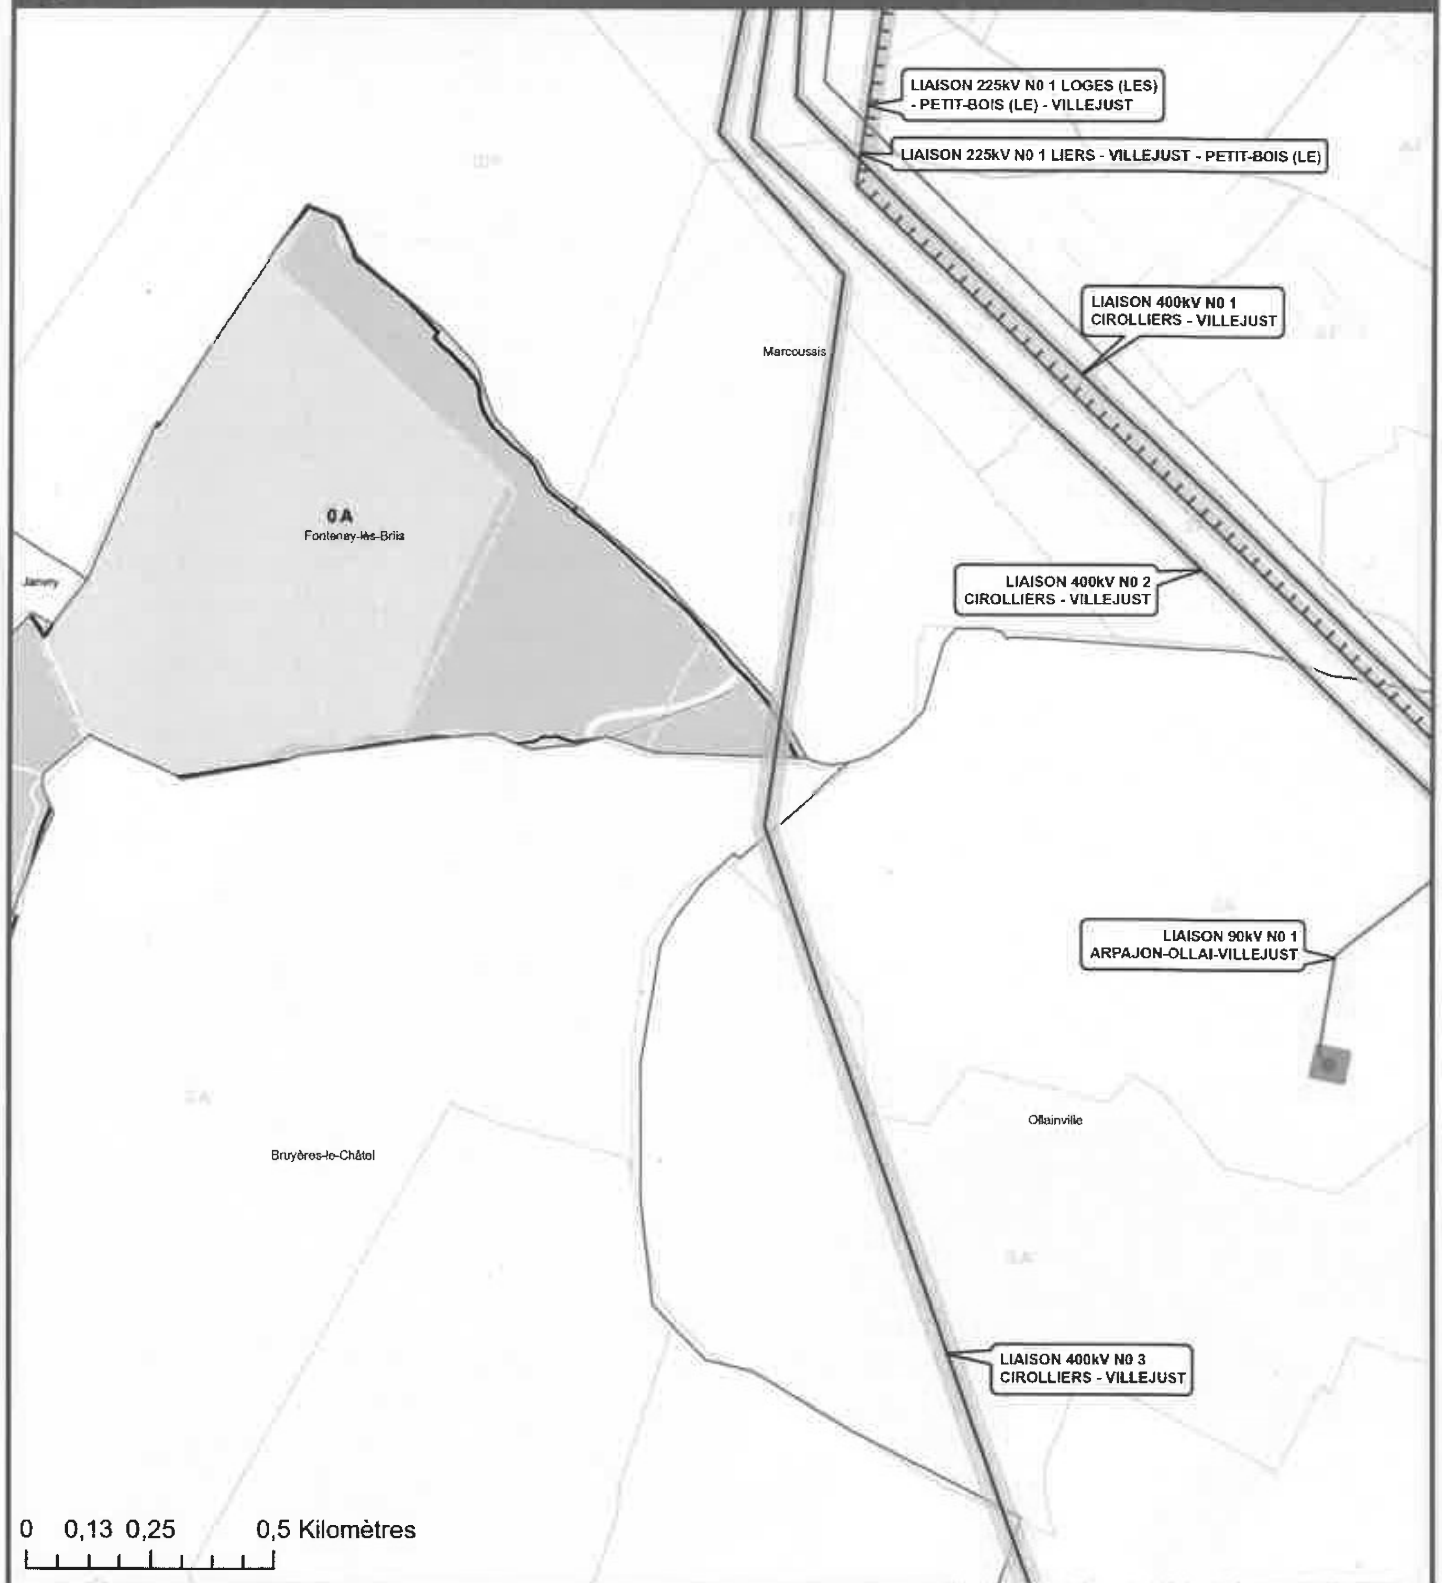 LIAISON 225kV N0 1 LOGES (LES)
- PETIT-BOIS (LE) - VILLEJUST
LIAISON 225kV N0 1 LIERS - VILLEJUST - PETIT-BOIS (LE)
LIAISON 400kV N0 1
CIROLLIERS - VILLEJUST
Marcoussis
0A
Fontenay-lès-Briis
Janvry
LIAISON 400kV N0 2
CIROLLIERS - VILLEJUST
LIAISON 90kV N0 1
ARPAJON-OLLAI-VILLEJUST
Ollainville
Bruyères-le-Châtel
LIAISON 400kV N0 3
CIROLLIERS - VILLEJUST
0 0,13 0,25 0,5 Kilomètres